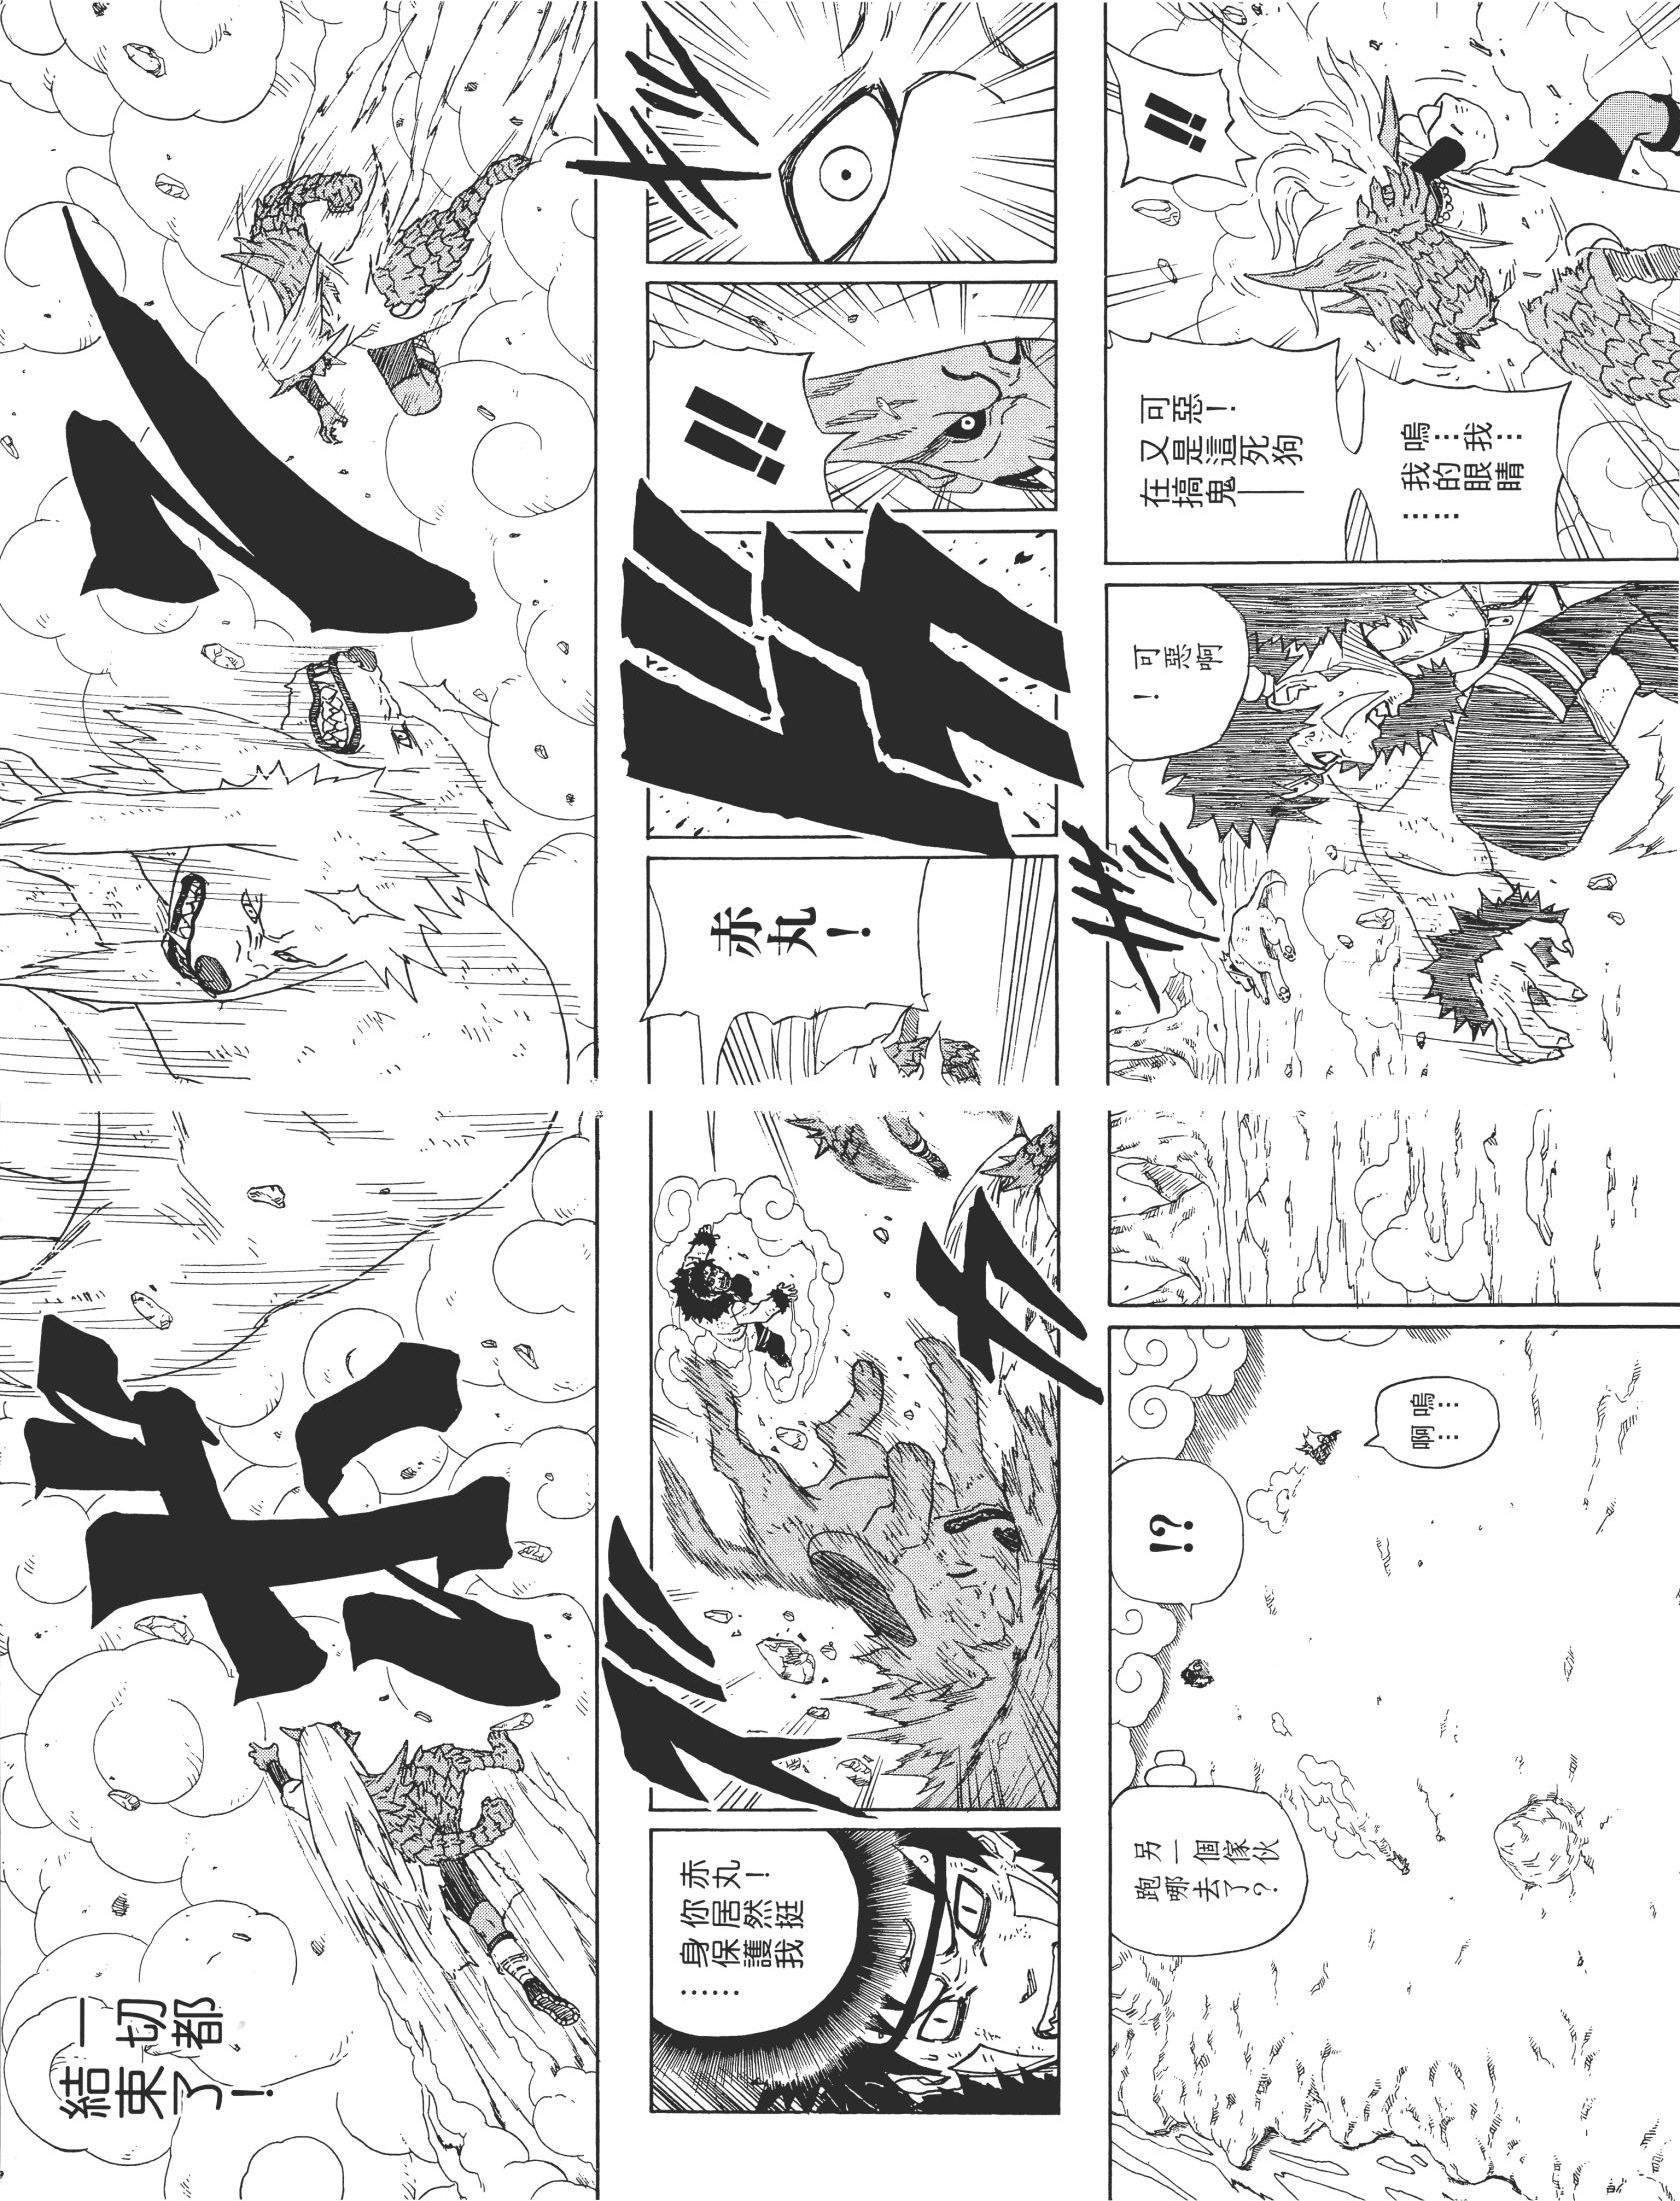 一切都
結束了！
!!
赤丸！
赤丸！
你居然挺
身保護我
……
!!
可惡！
又是這死狗
在搞鬼——
嗚…我…
我的眼睛
……
可惡啊
！
嗚…
啊…
!?
另一個傢伙
跑哪去了？